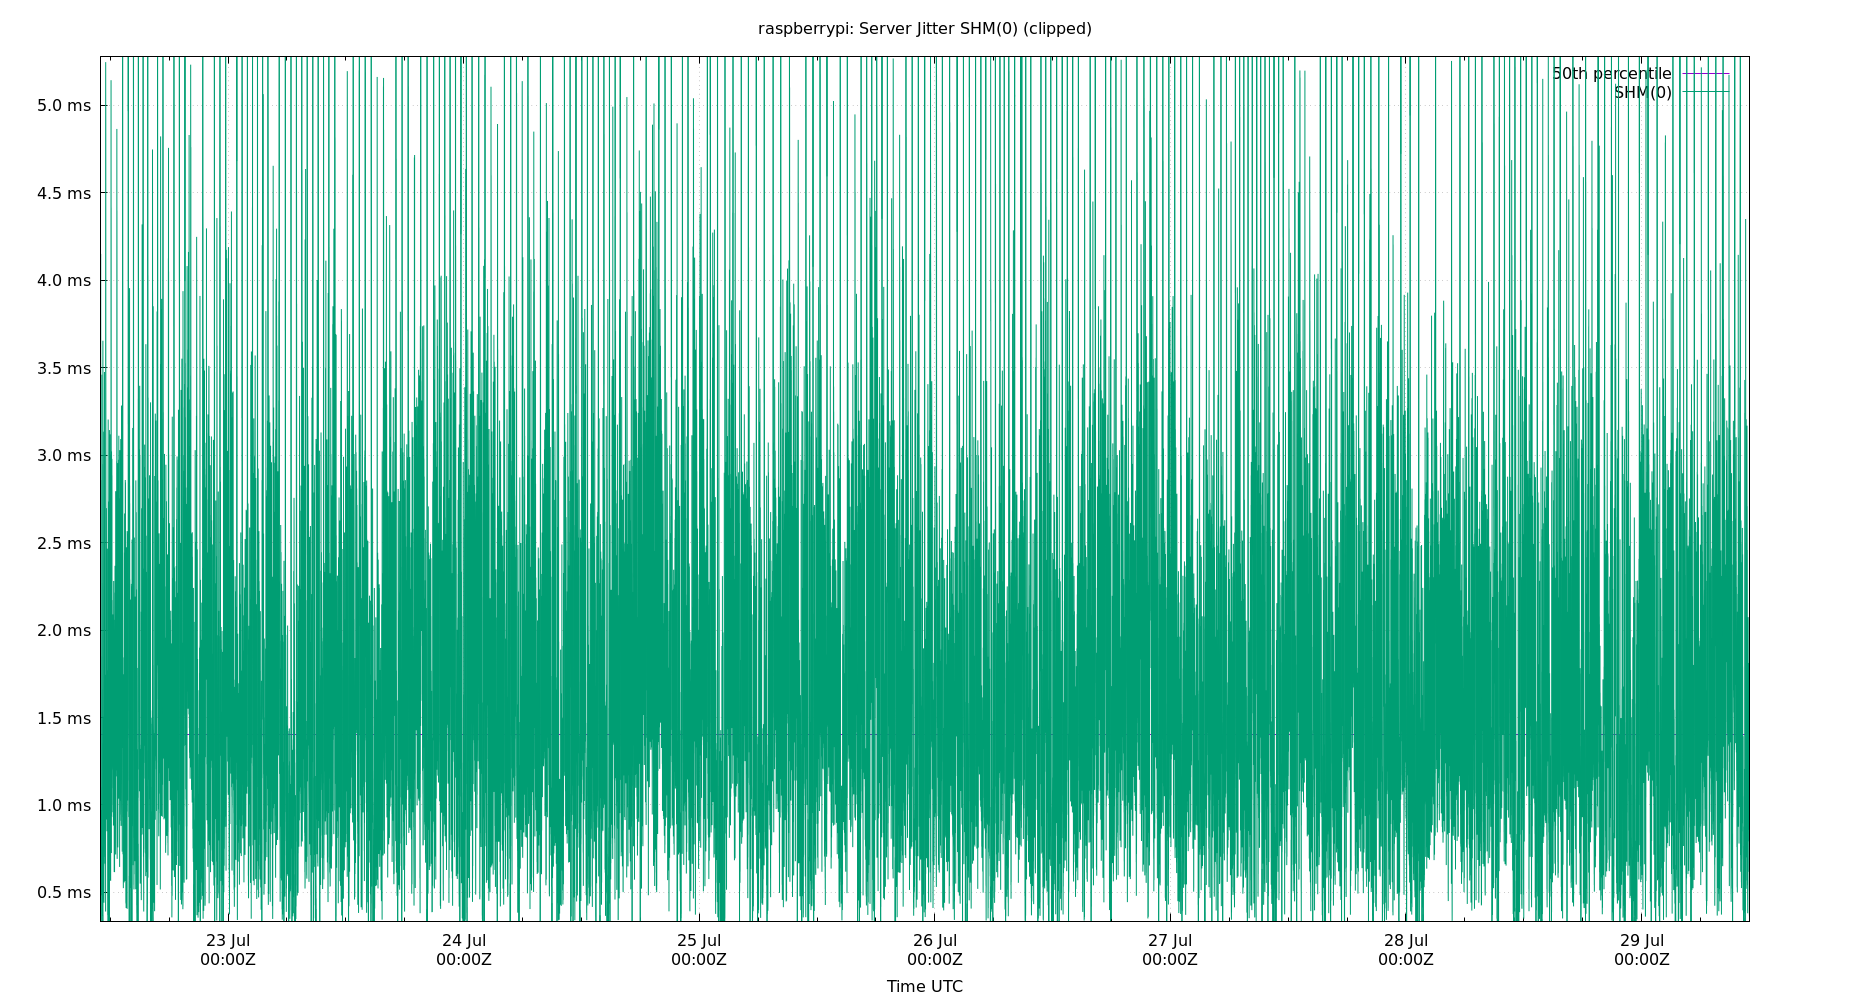 raspberrypi: Server Jitter SHM(0) (clipped)
50th percentile
SHM(0)
5.0 ms
4.5 ms
4.0 ms
3.5 ms
3.0 ms
2.5 ms
2.0 ms
1.5 ms
1.0 ms
0.5 ms
23 Jul 24 Jul 25 Jul 26 Jul 27 Jul 28 Jul 29 Jul
00:00Z 00:00Z 00:00Z 00:00Z 00:00Z 00:00Z 00:00Z
Time UTC